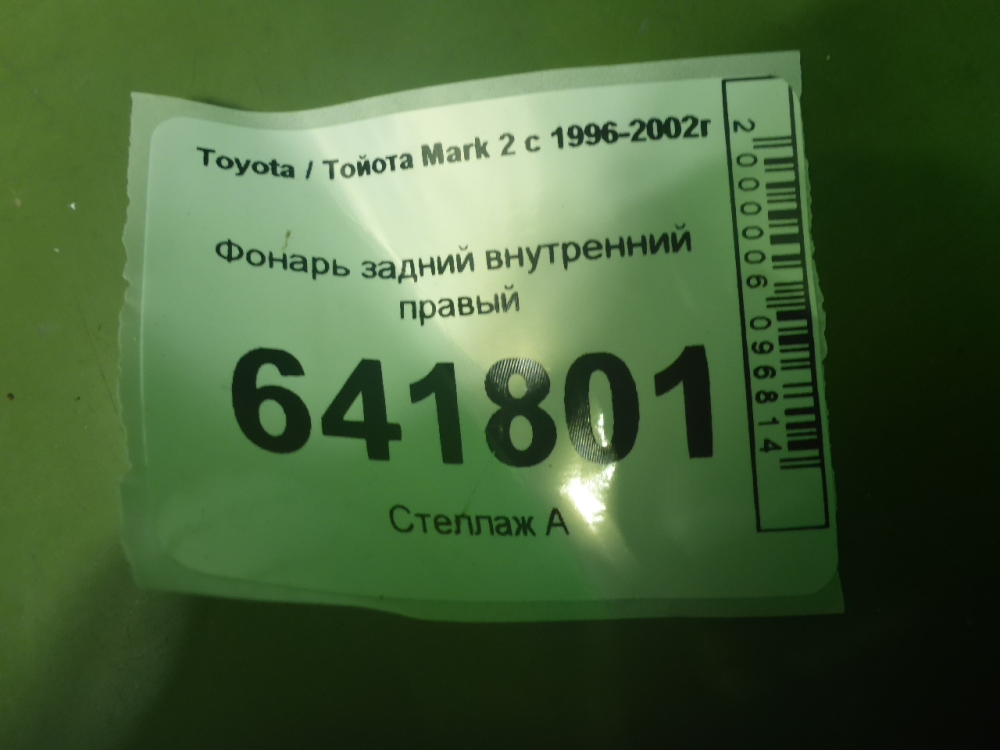 Toyota / Тойота Mark 2 с 1996-2002г
Фонарь задний внутренний
правый
641801
Стеллаж А
2 000006 096814